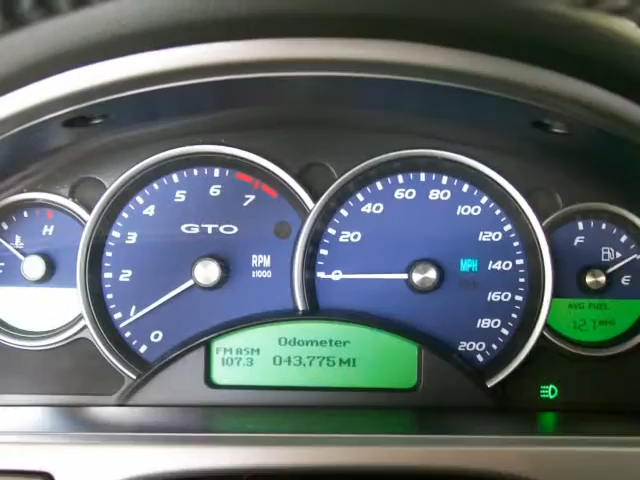 H
C
0
1
2
3
4
5
6
7
GTO
RPM
x1000
0
20
40
60
80
100
120
140
160
180
200
MPH
F
E
AVG FUEL
12.1 MPG
Odometer
FM ASM
107.3
043,775 MI